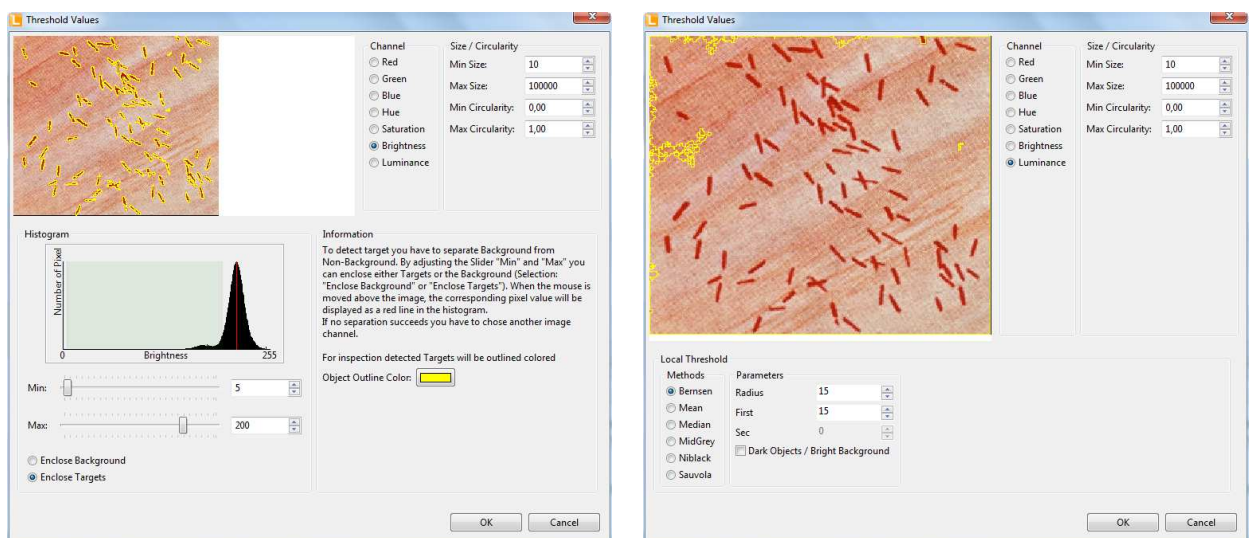 Threshold Values
Channel
Red
Green
Blue
Hue
Saturation
Brightness
Luminance
Size / Circularity
Min Size: 10
Max Size: 100000
Min Circularity: 0,00
Max Circularity: 1,00
Histogram
Number of Pixel
0 Brightness 255
Min: 5
Max: 200
Enclose Background
Enclose Targets
Information
To detect target you have to separate Background from
Non-Background. By adjusting the Slider "Min" and "Max" you
can enclose either Targets or the Background (Selection:
"Enclose Background" or "Enclose Targets"). When the mouse is
moved above the image, the corresponding pixel value will be
displayed as a red line in the histogram.
If no separation succeeds you have to chose another image
channel.
For inspection detected Targets will be outlined colored
Object Outline Color:
OK Cancel
Threshold Values
Channel
Red
Green
Blue
Hue
Saturation
Brightness
Luminance
Size / Circularity
Min Size: 10
Max Size: 100000
Min Circularity: 0,00
Max Circularity: 1,00
Local Threshold
Methods
Bernsen
Mean
Median
MidGrey
Niblack
Sauvola
Parameters
Radius 15
First 15
Sec 0
Dark Objects / Bright Background
OK Cancel